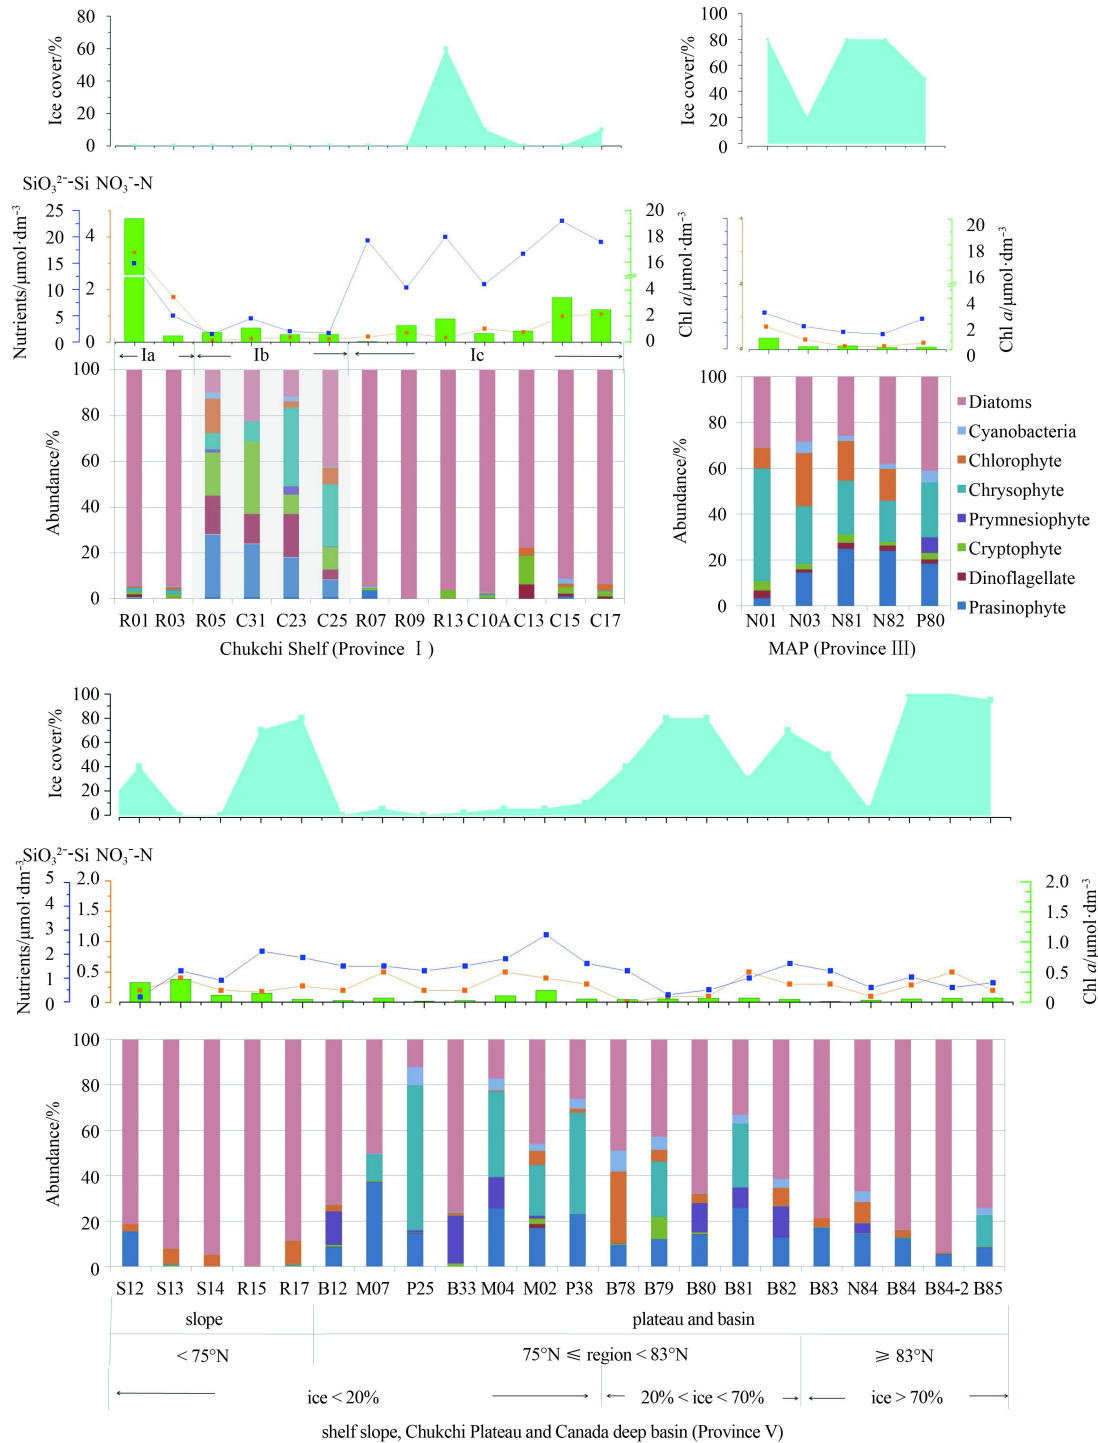 80
60
40
20
0
Ice cover/%
100
80
60
40
20
0
Ice cover/%
SiO₃²⁻-Si NO₃⁻-N
25
20
15
10
5
0
4
2
0
Nutrients/μmol·dm⁻³
20
18
16
4
2
0
Chl a/μmol·dm⁻³
20
18
16
4
2
0
Chl a/μmol·dm⁻³
Ia
Ib
Ic
100
80
60
40
20
0
Abundance/%
R01 R03 R05 C31 C23 C25 R07 R09 R13 C10A C13 C15 C17
Chukchi Shelf (Province Ⅰ)
100
80
60
40
20
0
Abundance/%
N01 N03 N81 N82 P80
MAP (Province Ⅲ)
Diatoms
Cyanobacteria
Chlorophyte
Chrysophyte
Prymnesiophyte
Cryptophyte
Dinoflagellate
Prasinophyte
100
80
60
40
20
0
Ice cover/%
SiO₃²⁻-Si NO₃⁻-N
5
4
3
2
1
0
2.0
1.5
1.0
0.5
0
Nutrients/μmol·dm⁻³
2.0
1.5
1.0
0.5
0
Chl a/μmol·dm⁻³
100
80
60
40
20
0
Abundance/%
S12 S13 S14 R15 R17 B12 M07 P25 B33 M04 M02 P38 B78 B79 B80 B81 B82 B83 N84 B84 B84-2 B85
slope plateau and basin
< 75°N 75°N ⩽ region < 83°N ⩾ 83°N
ice < 20% 20% < ice < 70% ice > 70%
shelf slope, Chukchi Plateau and Canada deep basin (Province V)